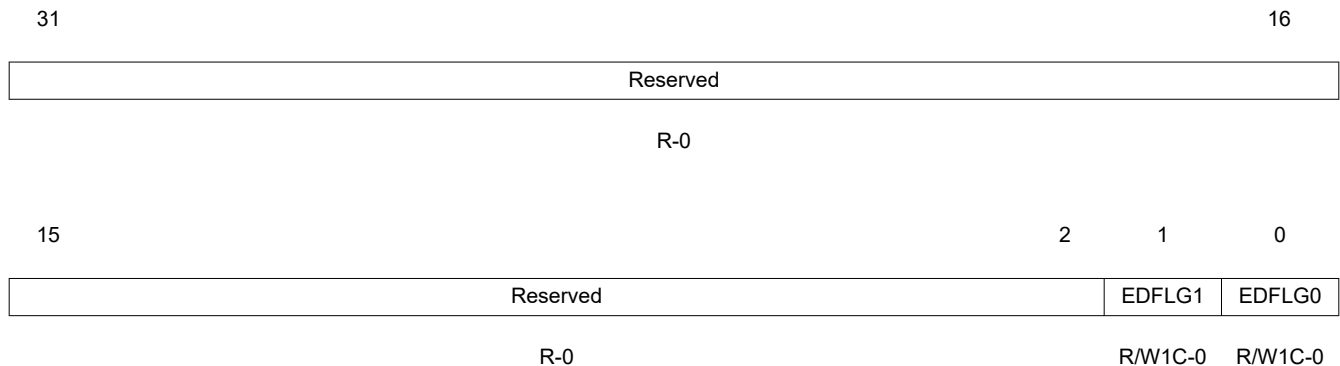 31 16
Reserved
R-0
15 2 1 0
Reserved EDFLG1 EDFLG0
R-0 R/W1C-0 R/W1C-0